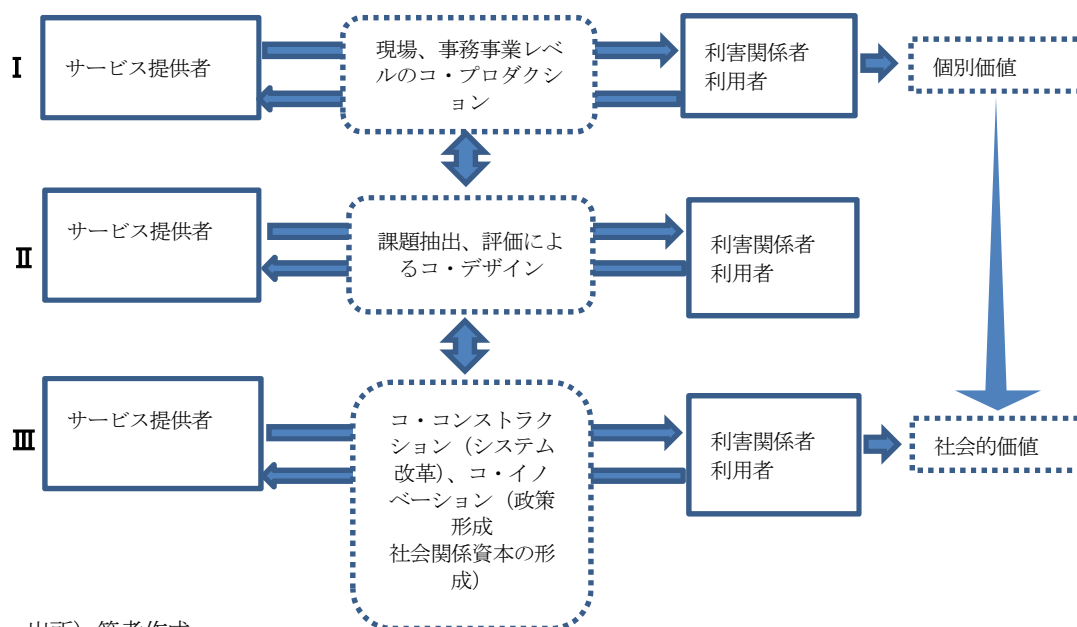 Ⅰ
サービス提供者
現場、事務事業レベ
ルのコ・プロダクシ
ョン
利害関係者
利用者
個別価値
Ⅱ
サービス提供者
課題抽出、評価によ
るコ・デザイン
利害関係者
利用者
Ⅲ
サービス提供者
コ・コンストラク
ション（システム
改革）、コ・イノ
ベーション（政策
形成
社会関係資本の形
成）
利害関係者
利用者
社会的価値
出所）筆者作成